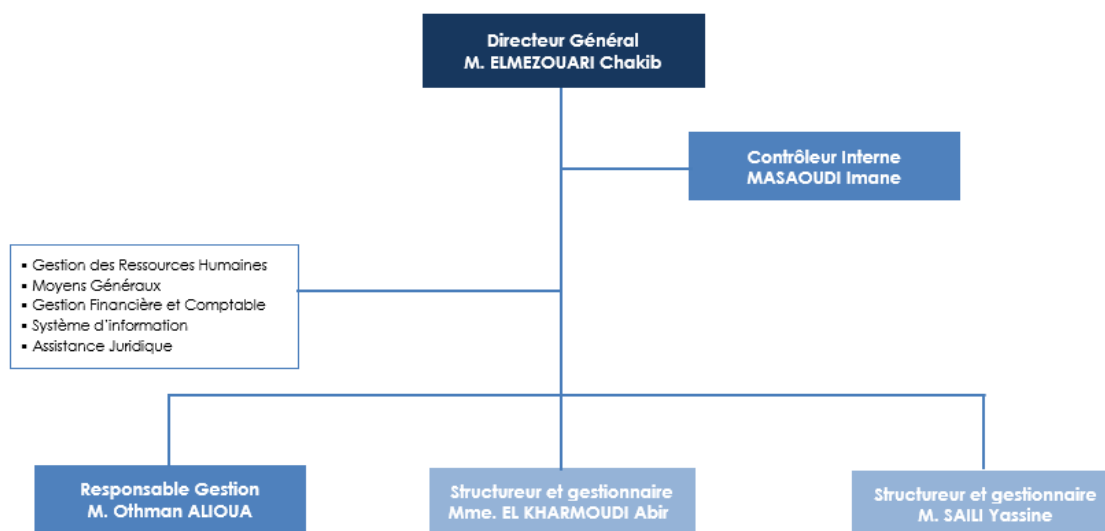 Directeur Général
M. ELMEZOUARI Chakib
Contrôleur Interne
MASAOUDI Imane
▪ Gestion des Ressources Humaines
▪ Moyens Généraux
▪ Gestion Financière et Comptable
▪ Système d'information
▪ Assistance Juridique
Responsable Gestion
M. Othman ALIOUA
Structureur et gestionnaire
Mme. EL KHARMOUDI Abir
Structureur et gestionnaire
M. SAILI Yassine